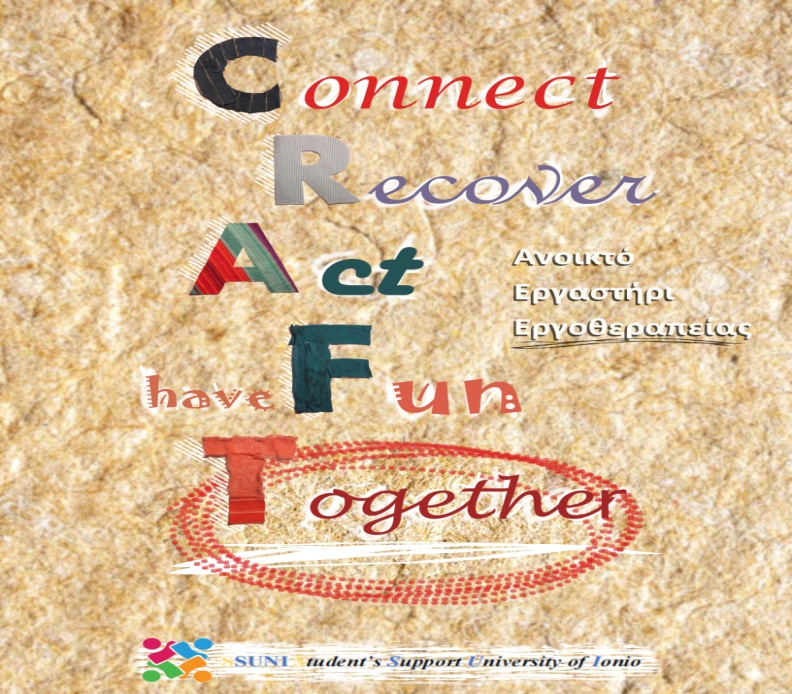 Connect
Recover
Act
have Fun
Together
Ανοικτό
Εργαστήρι
Εργοθεραπείας
SSUNI Student's Support University of Ionio